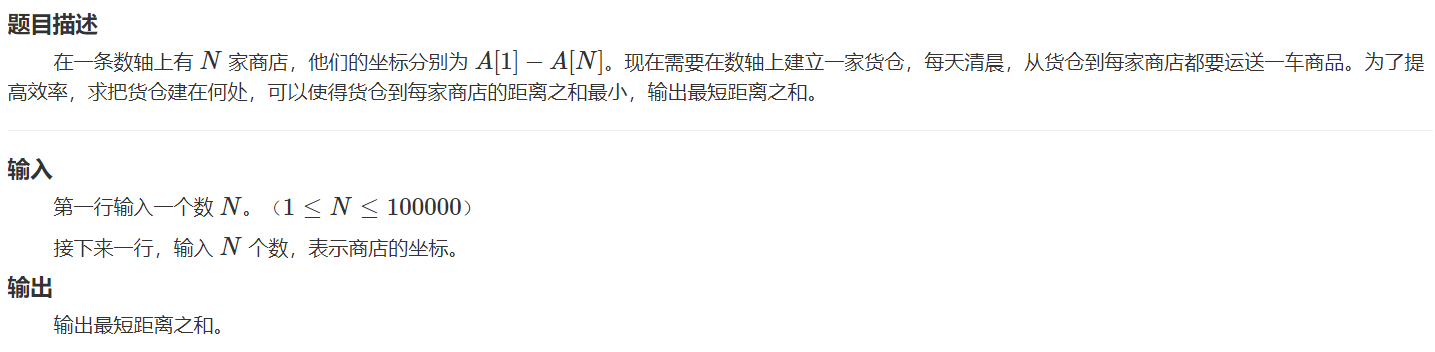 题目描述
在一条数轴上有 N 家商店，他们的坐标分别为 A[1] − A[N]。现在需要在数轴上建立一家货仓，每天清晨，从货仓到每家商店都要运送一车商品。为了提
高效率，求把货仓建在何处，可以使得货仓到每家商店的距离之和最小，输出最短距离之和。
输入
第一行输入一个数 N。（1 ≤ N ≤ 100000）
接下来一行，输入 N 个数，表示商店的坐标。
输出
输出最短距离之和。